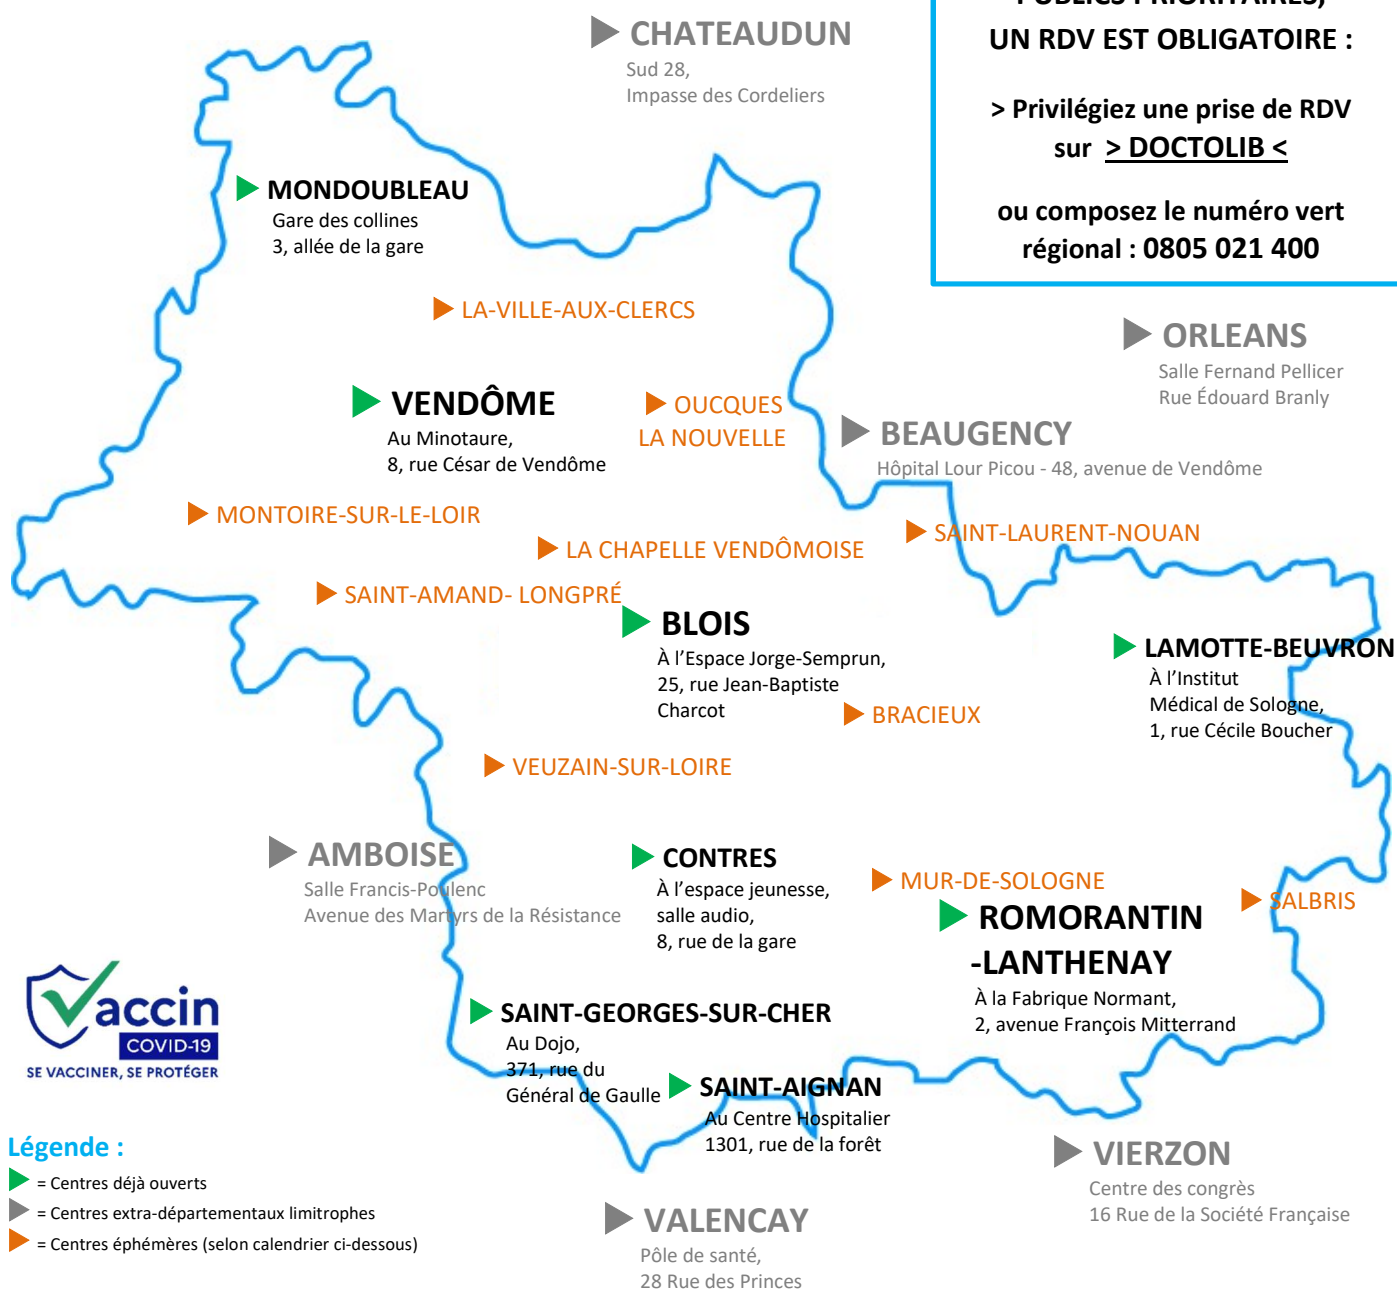 PUBLICS PRIORITAIRES,
UN RDV EST OBLIGATOIRE :
> Privilégiez une prise de RDV
sur > DOCTOLIB <
ou composez le numéro vert
régional : 0805 021 400
CHATEAUDUN
Sud 28,
Impasse des Cordeliers
MONDOUBLEAU
Gare des collines
3, allée de la gare
LA-VILLE-AUX-CLERCS
ORLEANS
Salle Fernand Pellicer
Rue Édouard Branly
VENDÔME
Au Minotaure,
8, rue César de Vendôme
OUCQUES
LA NOUVELLE
BEAUGENCY
Hôpital Lour Picou - 48, avenue de Vendôme
MONTOIRE-SUR-LE-LOIR
LA CHAPELLE VENDÔMOISE
SAINT-LAURENT-NOUAN
SAINT-AMAND- LONGPRÉ
BLOIS
À l'Espace Jorge-Semprun,
25, rue Jean-Baptiste
Charcot
LAMOTTE-BEUVRON
À l'Institut
Médical de Sologne,
1, rue Cécile Boucher
BRACIEUX
VEUZAIN-SUR-LOIRE
AMBOISE
Salle Francis-Poulenc
Avenue des Martyrs de la Résistance
CONTRES
À l'espace jeunesse,
salle audio,
8, rue de la gare
MUR-DE-SOLOGNE
SALBRIS
ROMORANTIN
-LANTHENAY
À la Fabrique Normant,
2, avenue François Mitterrand
Vaccin
COVID-19
SE VACCINER, SE PROTÉGER
SAINT-GEORGES-SUR-CHER
Au Dojo,
371, rue du
Général de Gaulle
SAINT-AIGNAN
Au Centre Hospitalier
1301, rue de la forêt
VIERZON
Centre des congrès
16 Rue de la Société Française
VALENCAY
Pôle de santé,
28 Rue des Princes
Légende :
= Centres déjà ouverts
= Centres extra-départementaux limitrophes
= Centres éphémères (selon calendrier ci-dessous)